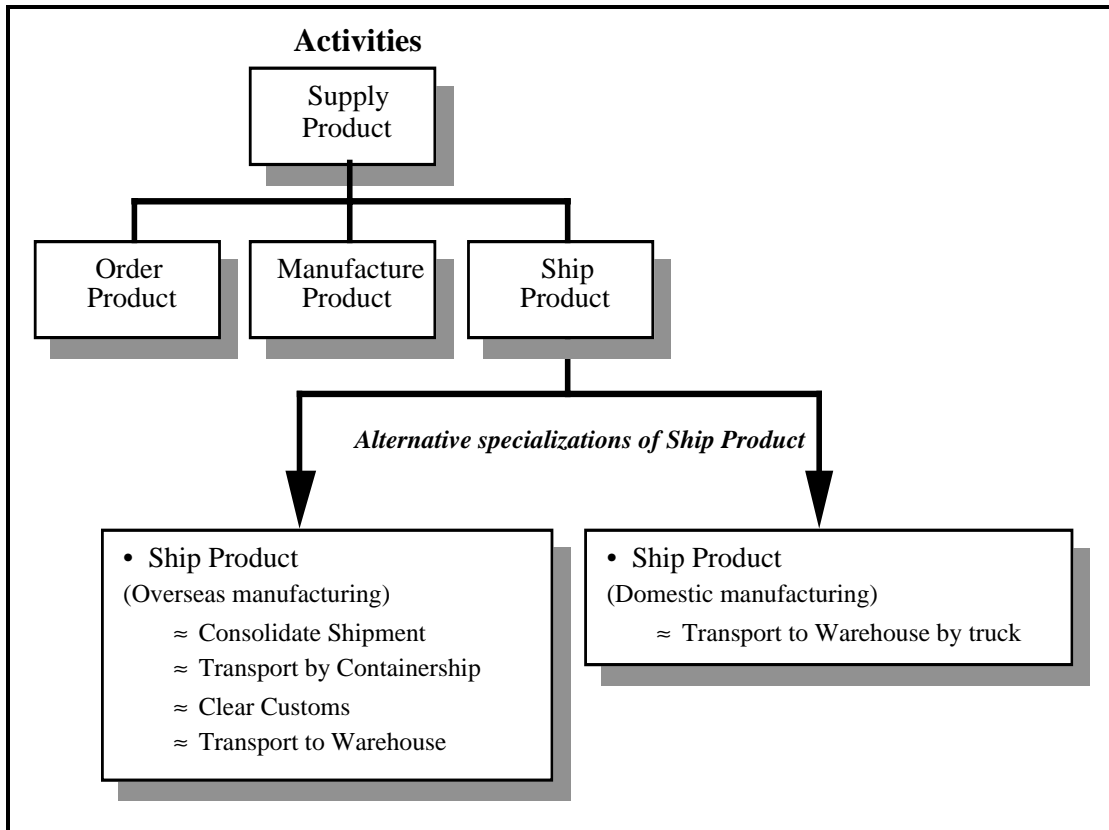 Activities
Supply
Product
Order
Product
Manufacture
Product
Ship
Product
Alternative specializations of Ship Product
• Ship Product
(Overseas manufacturing)
≈ Consolidate Shipment
≈ Transport by Containership
≈ Clear Customs
≈ Transport to Warehouse
• Ship Product
(Domestic manufacturing)
≈ Transport to Warehouse by truck